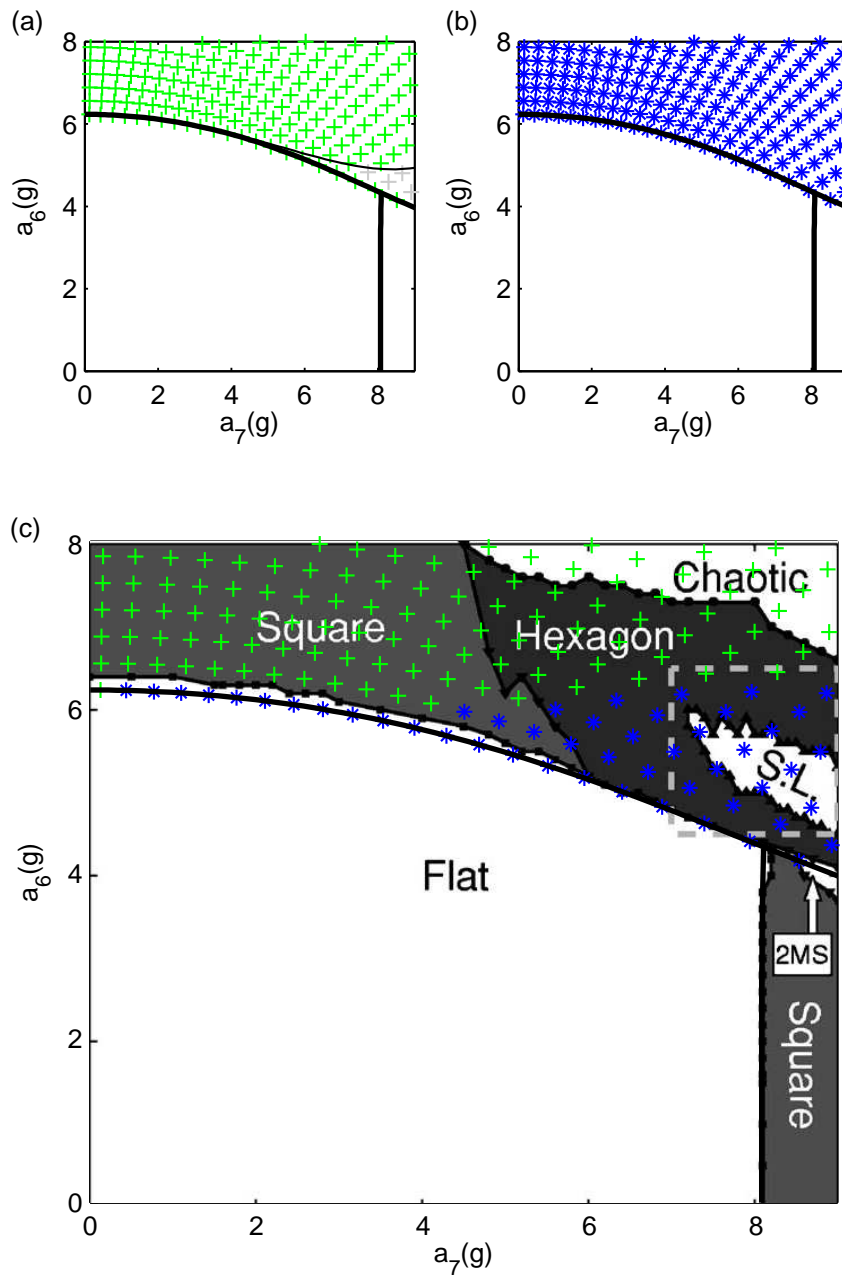 (a)
8
6
4
2
0
a6(g)
0 2 4 6 8
a7(g)
(b)
8
6
4
2
0
a6(g)
0 2 4 6 8
a7(g)
(c)
8
6
4
2
0
a6(g)
Chaotic
Square
Hexagon
S.L.
Flat
2MS
Square
0 2 4 6 8
a7(g)